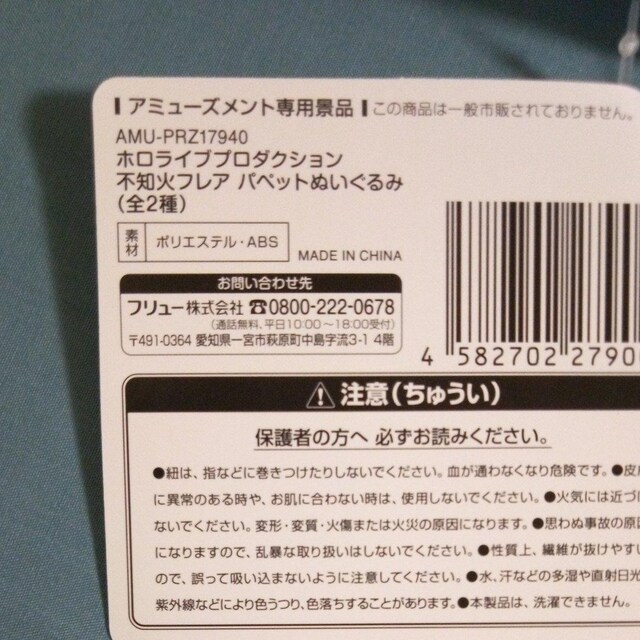 アミューズメント専用景品 この商品は一般市販されておりません。
AMU-PRZ17940
ホロライブプロダクション
不知火フレア パペットぬいぐるみ
(全2種)
素材 ポリエステル・ABS
MADE IN CHINA
お問い合わせ先
フリュー株式会社 ☎0800-222-0678
(通話無料、平日10:00〜18:00受付)
〒491-0364 愛知県一宮市萩原町中島字流3-1 4階
4 582702 2790
⚠注意(ちゅうい)
保護者の方へ 必ずお読みください。
●紐は、指などに巻きつけたりしないでください。血が通わなくなり危険です。●皮膚
に異常のある時や、お肌に合わない時は、使用しないでください。●火気には近づけ
ないでください。変形・変質・火傷または火災の原因になります。●思わぬ事故の原因
になりますので、乱暴な取り扱いはしないでください。●性質上、繊維が抜けやすい
ので、誤って吸い込まないように注意してください。●水、汗などの多湿や直射日光
紫外線などにより色うつり、色落ちすることがあります。●本製品は、洗濯できません。